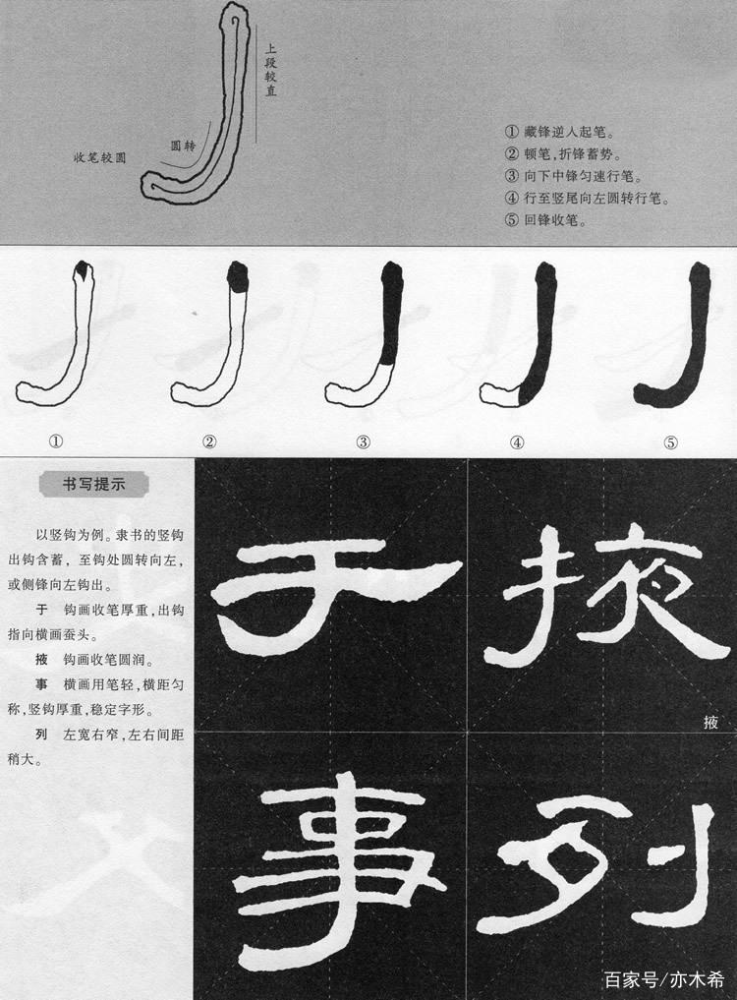 上段较直
圆转
收笔较圆
①藏锋逆入起笔。
②顿笔,折锋蓄势。
③向下中锋匀速行笔。
④行至竖尾向左圆转行笔。
⑤回锋收笔。
① ② ③ ④ ⑤
书写提示
以竖钩为例。隶书的竖钩
出钩含蓄,至钩处圆转向左,
或侧锋向左钩出。
于 钩画收笔厚重,出钩
指向横画蚕头。
掖 钩画收笔圆润。
事 横画用笔轻,横距匀
称,竖钩厚重,稳定字形。
列 左宽右窄,左右间距
稍大。
于 掖
掖
事 列
百家号/亦木希